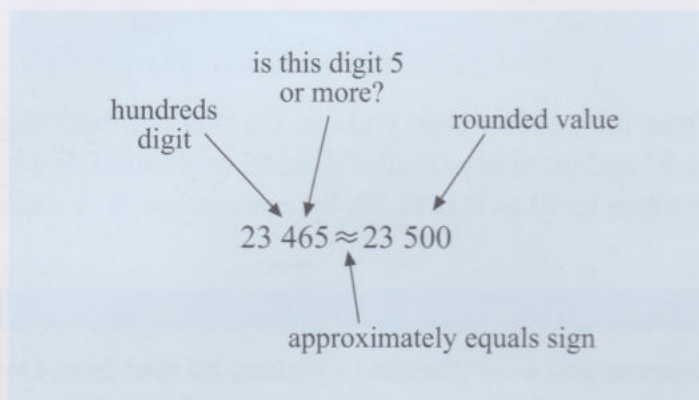 is this digit 5
or more?
hundreds
digit
rounded value
23 465 ≈ 23 500
approximately equals sign